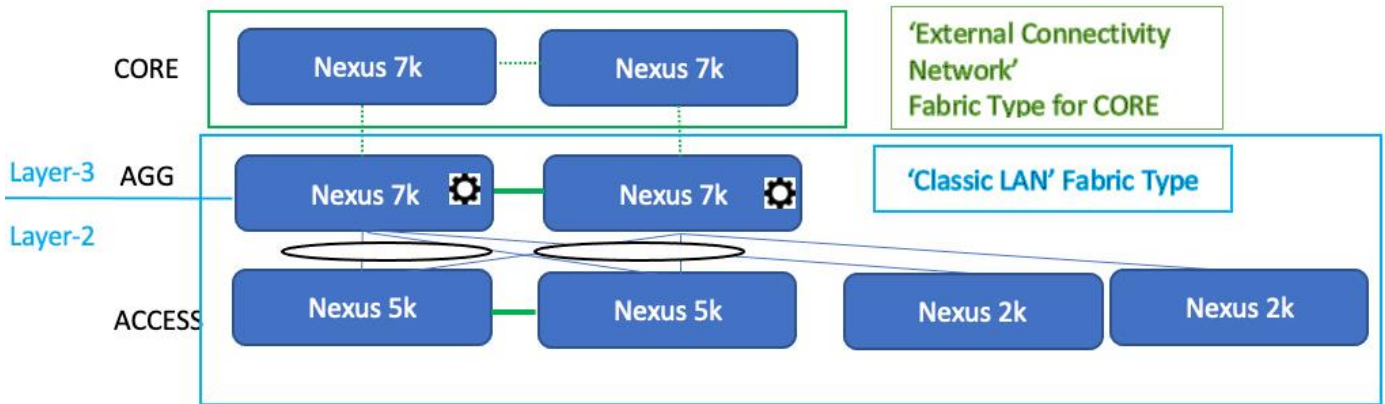 CORE
Nexus 7k
Nexus 7k
‘External Connectivity
Network’
Fabric Type for CORE
Layer-3
AGG
Nexus 7k
Nexus 7k
‘Classic LAN’ Fabric Type
Layer-2
ACCESS
Nexus 5k
Nexus 5k
Nexus 2k
Nexus 2k